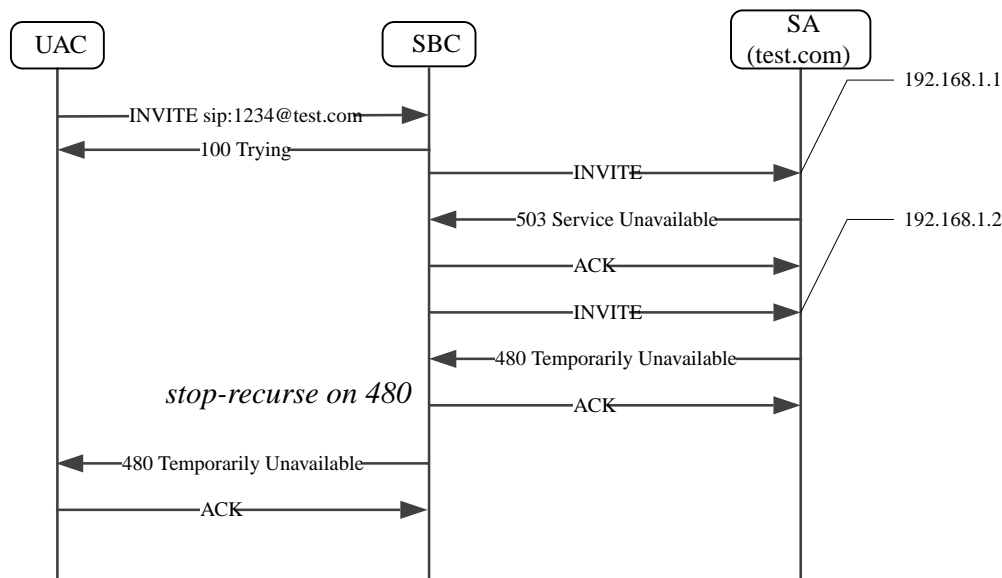 UAC
SBC
SA
(test.com)
192.168.1.1
INVITE sip:1234@test.com
100 Trying
INVITE
503 Service Unavailable
192.168.1.2
ACK
INVITE
480 Temporarily Unavailable
stop-recurse on 480
ACK
480 Temporarily Unavailable
ACK